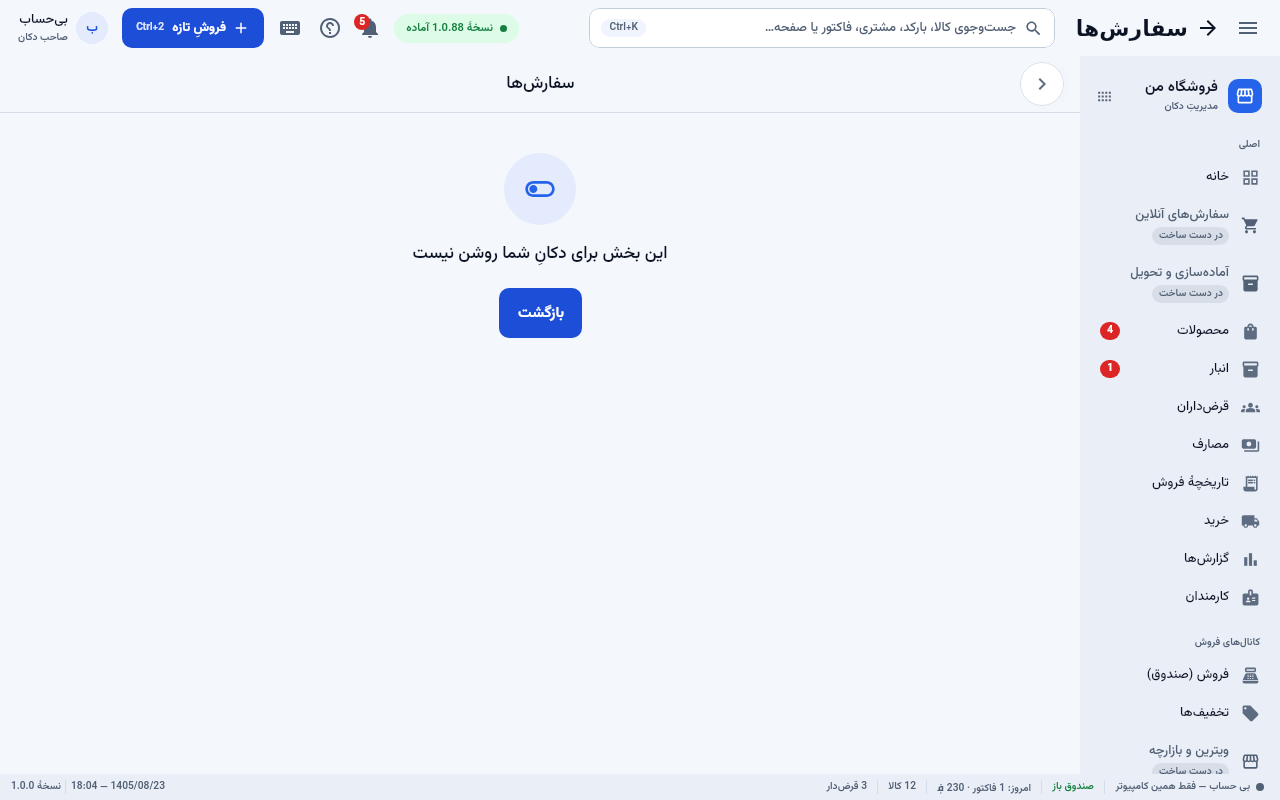 سفارش‌ها
جست‌وجوی کالا، بارکد، مشتری، فاکتور یا صفحه…
Ctrl+K
نسخهٔ 1.0.88 آماده
5
فروشِ تازه
Ctrl+2
ب
بی‌حساب
صاحب دکان
فروشگاه من
مدیریتِ دکان
اصلی
خانه
سفارش‌های آنلاین
در دست ساخت
آماده‌سازی و تحویل
در دست ساخت
محصولات
4
انبار
1
قرض‌داران
مصارف
تاریخچهٔ فروش
خرید
گزارش‌ها
کارمندان
کانال‌های فروش
فروش (صندوق)
تخفیف‌ها
ویترین و بازارچه
در دست ساخت
سفارش‌ها
این بخش برای دکانِ شما روشن نیست
بازگشت
بی حساب — فقط همین کامپیوتر
صندوق باز
امروز: 1 فاکتور · 230 ؋
12 کالا
3 قرض‌دار
1405/08/23 — 18:04
نسخهٔ 1.0.0